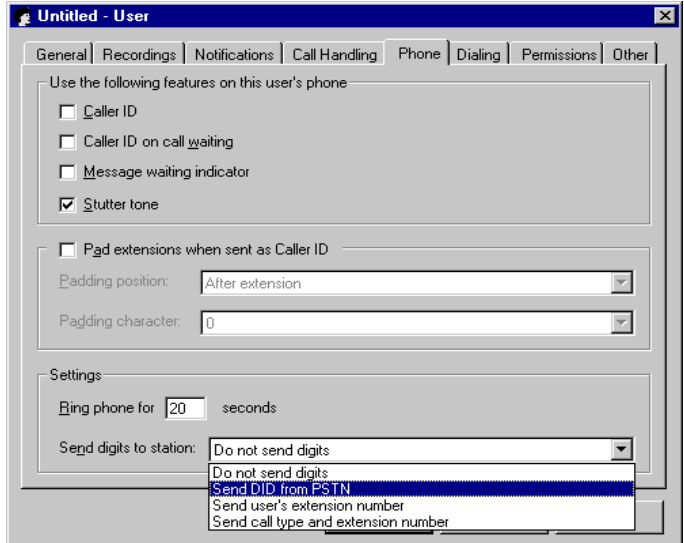 Untitled - User
General Recordings Notifications Call Handling Phone Dialing Permissions Other
Use the following features on this user's phone
Caller ID
Caller ID on call waiting
Message waiting indicator
Stutter tone
Pad extensions when sent as Caller ID
Padding position: After extension
Padding character: 0
Settings
Ring phone for 20 seconds
Send digits to station: Do not send digits
Do not send digits
Send DID from PSTN
Send user's extension number
Send call type and extension number